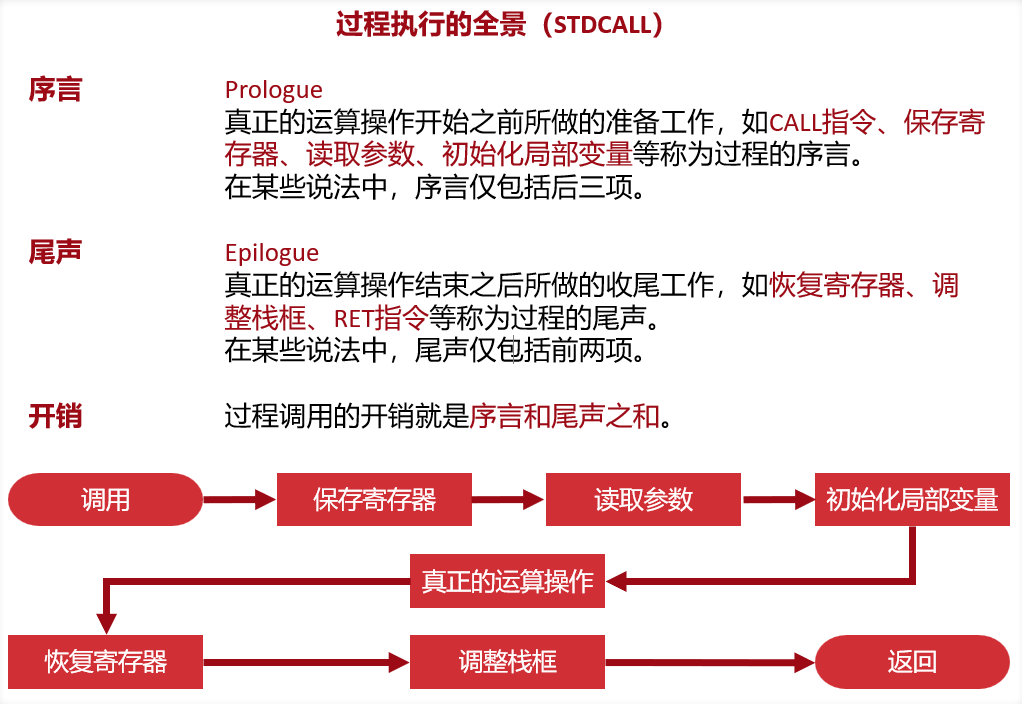 过程执行的全景（STDCALL）
序言
Prologue
真正的运算操作开始之前所做的准备工作，如CALL指令、保存寄
存器、读取参数、初始化局部变量等称为过程的序言。
在某些说法中，序言仅包括后三项。
尾声
Epilogue
真正的运算操作结束之后所做的收尾工作，如恢复寄存器、调
整栈框、RET指令等称为过程的尾声。
在某些说法中，尾声仅包括前两项。
开销
过程调用的开销就是序言和尾声之和。
调用
保存寄存器
读取参数
初始化局部变量
真正的运算操作
恢复寄存器
调整栈框
返回